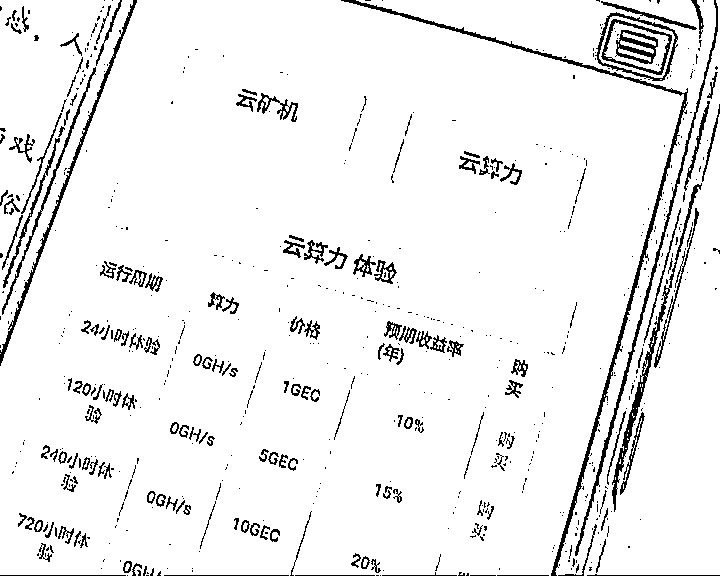 感，人
戏
俗
云矿机
云算力
云算力 体验
运行周期 算力 价格 预期收益率(年) 购买
24小时体验 0GH/s 1GEC 10% 购买
120小时体验 0GH/s 5GEC 15% 购买
240小时体验 0GH/s 10GEC 20%
720小时体验 0GH/